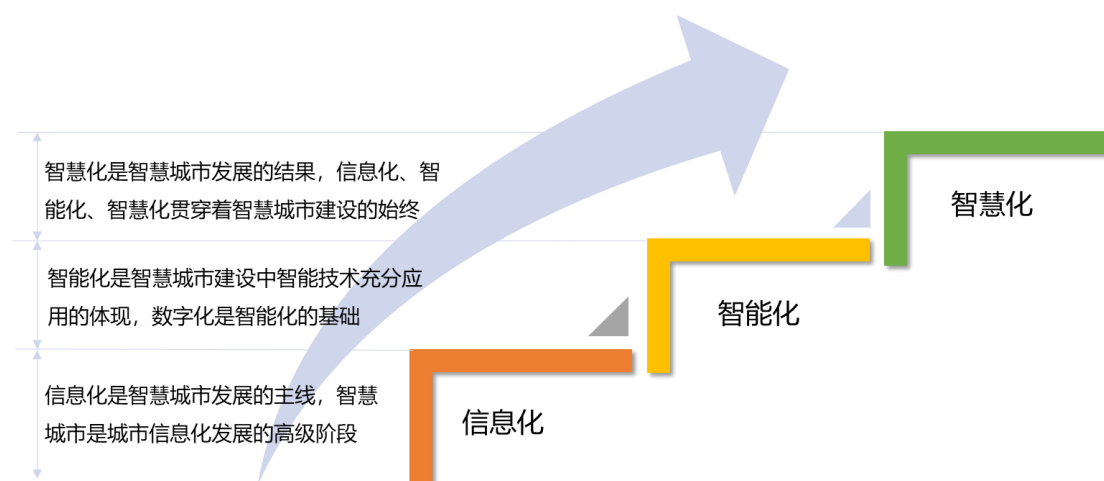 智慧化是智慧城市发展的结果，信息化、智
能化、智慧化贯穿着智慧城市建设的始终
智慧化
智能化是智慧城市建设中智能技术充分应
用的体现，数字化是智能化的基础
智能化
信息化是智慧城市发展的主线，智慧
城市是城市信息化发展的高级阶段
信息化